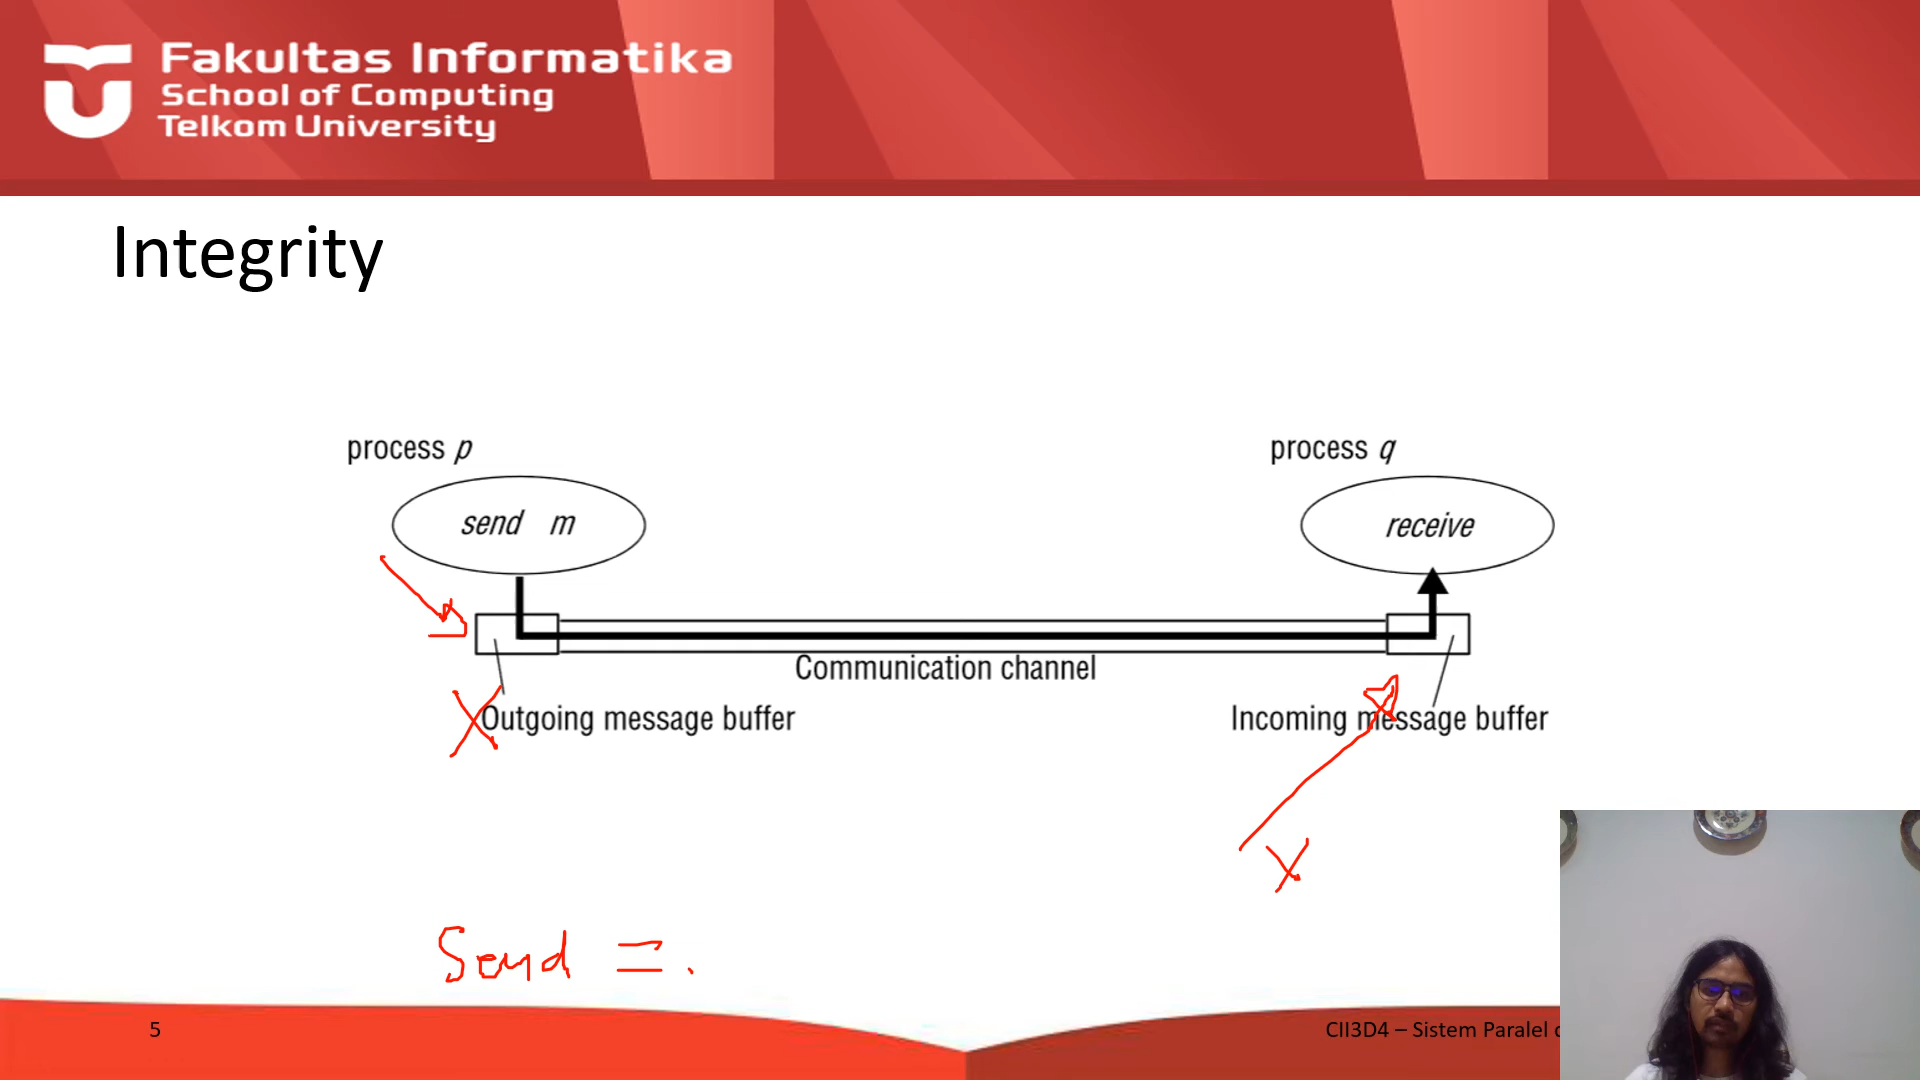 Fakultas Informatika
School of Computing
Telkom University
Integrity
process p
process q
send m
receive
Communication channel
Outgoing message buffer
Incoming message buffer
Send = .
5
CII3D4 – Sistem Paralel